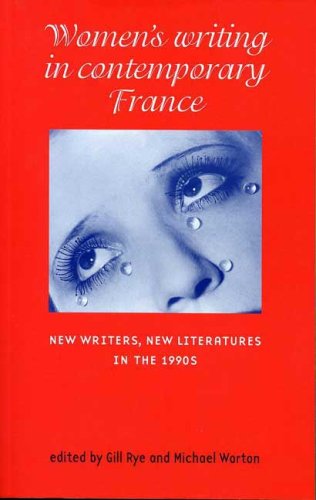 Women's writing
in contemporary
France
NEW WRITERS, NEW LITERATURES
IN THE 1990S
edited by Gill Rye and Michael Worton